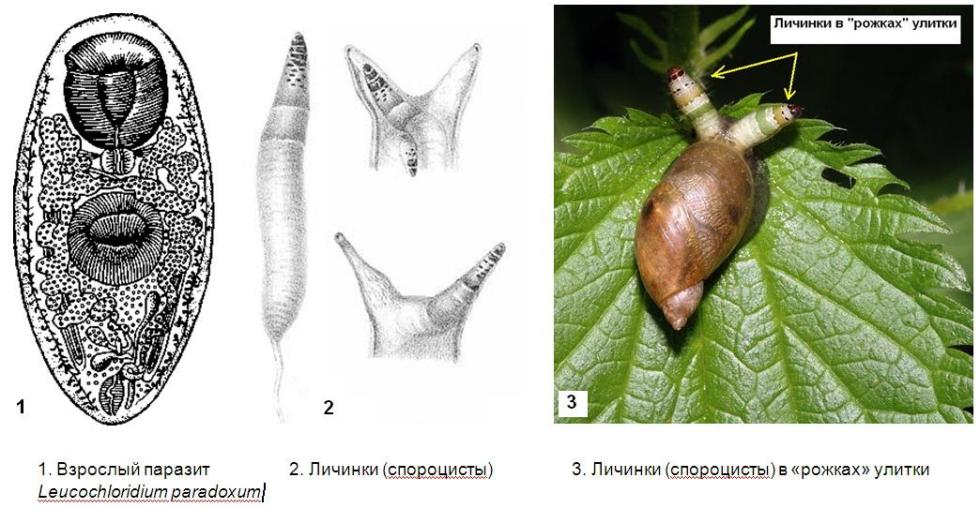 Личинки в "рожках" улитки
1
2
3
1. Взрослый паразит
Leucochloridium paradoxum
2. Личинки (спороцисты)
3. Личинки (спороцисты) в «рожках» улитки